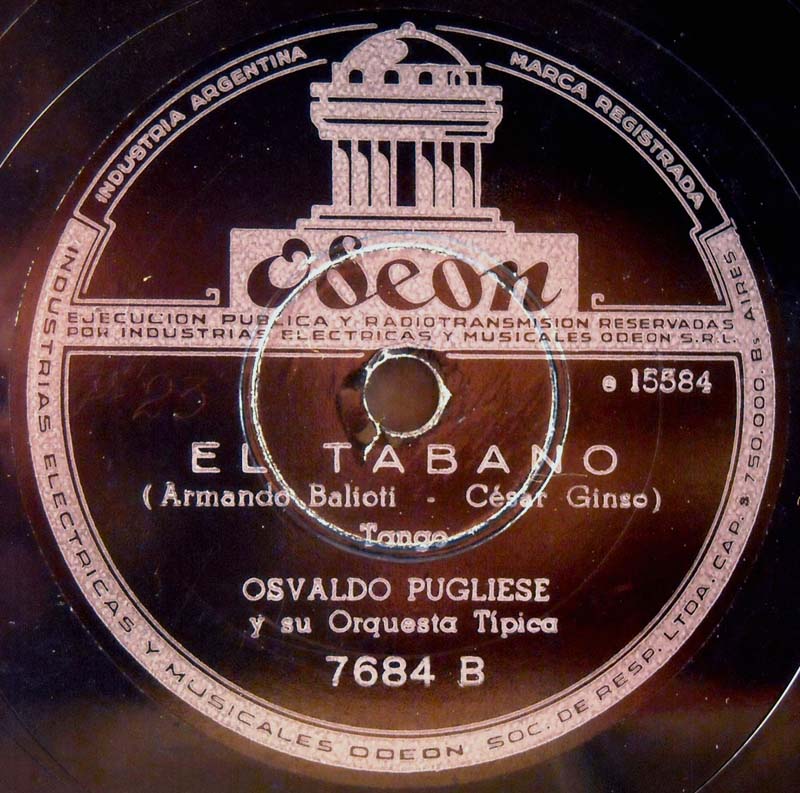 INDUSTRIA ARGENTINA
MARCA REGISTRADA
Odeon
EJECUCION PUBLICA Y RADIOTRANSMISION RESERVADAS
POR INDUSTRIAS ELECTRICAS Y MUSICALES ODEON S.R.L.
e 15584
EL TABANO
(Armando Balioti - César Ginso)
Tango
OSVALDO PUGLIESE
y su Orquesta Típica
7684 B
INDUSTRIAS ELECTRICAS Y MUSICALES ODEON SOC. DE RESP. LTDA. CAP. $ 750.000. Bs AIRES